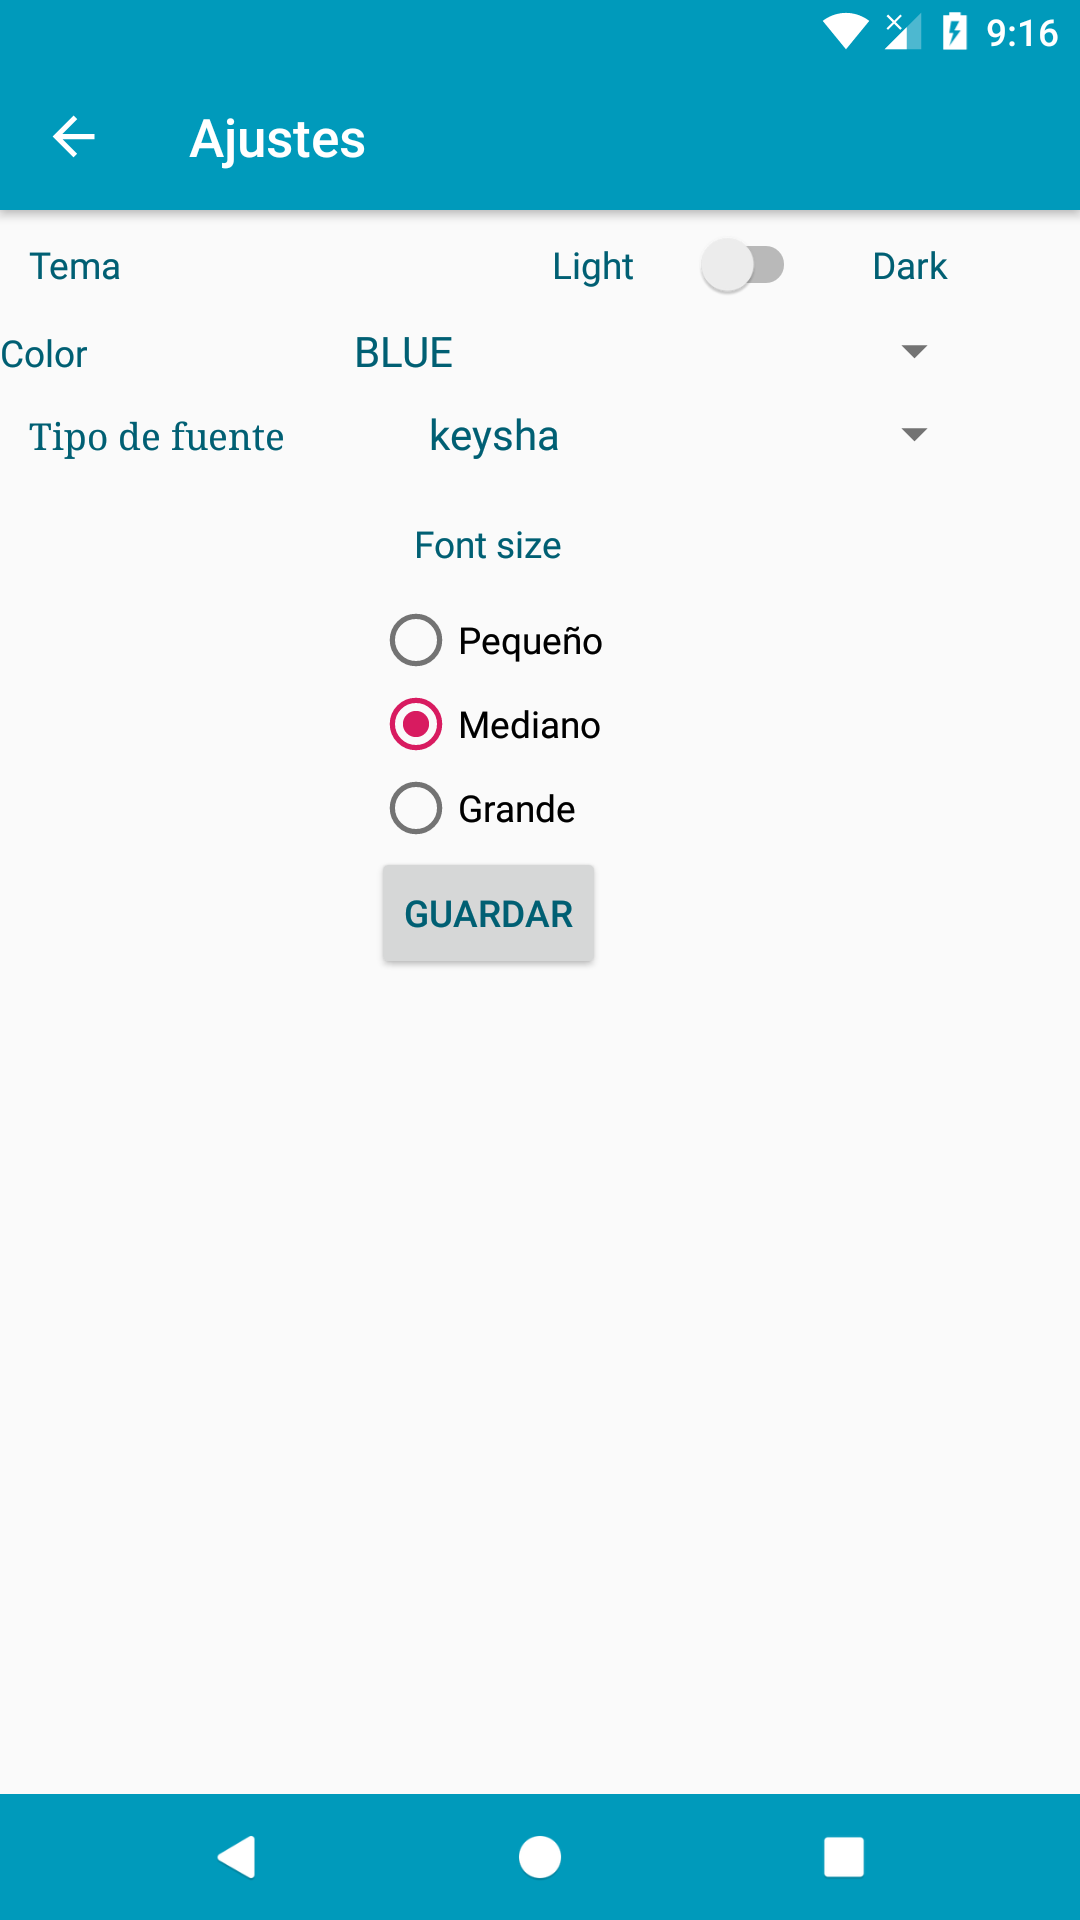 9:16
Ajustes
Tema Light Dark
Color BLUE
Tipo de fuente keysha
Font size
Pequeño
Mediano
Grande
GUARDAR